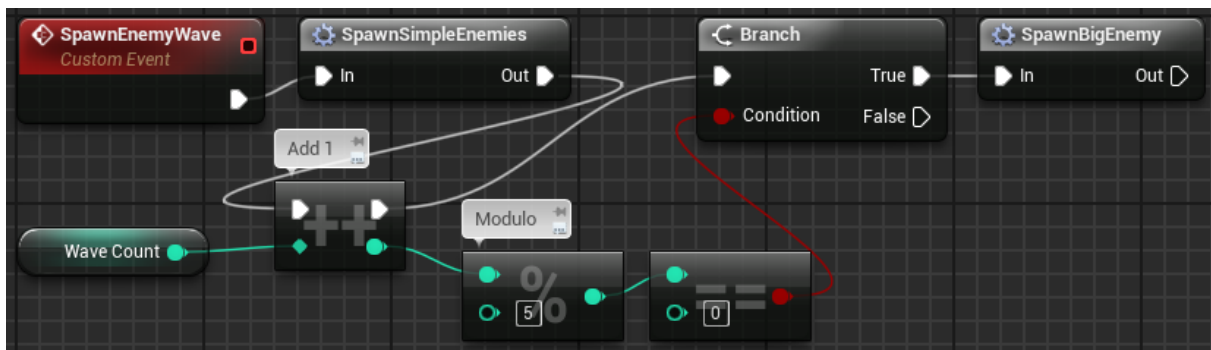 SpawnEnemyWave
Custom Event
SpawnSimpleEnemies
In Out
Branch
True
Condition False
SpawnBigEnemy
In Out
Add 1
++
Wave Count
Modulo
%
5
==
0